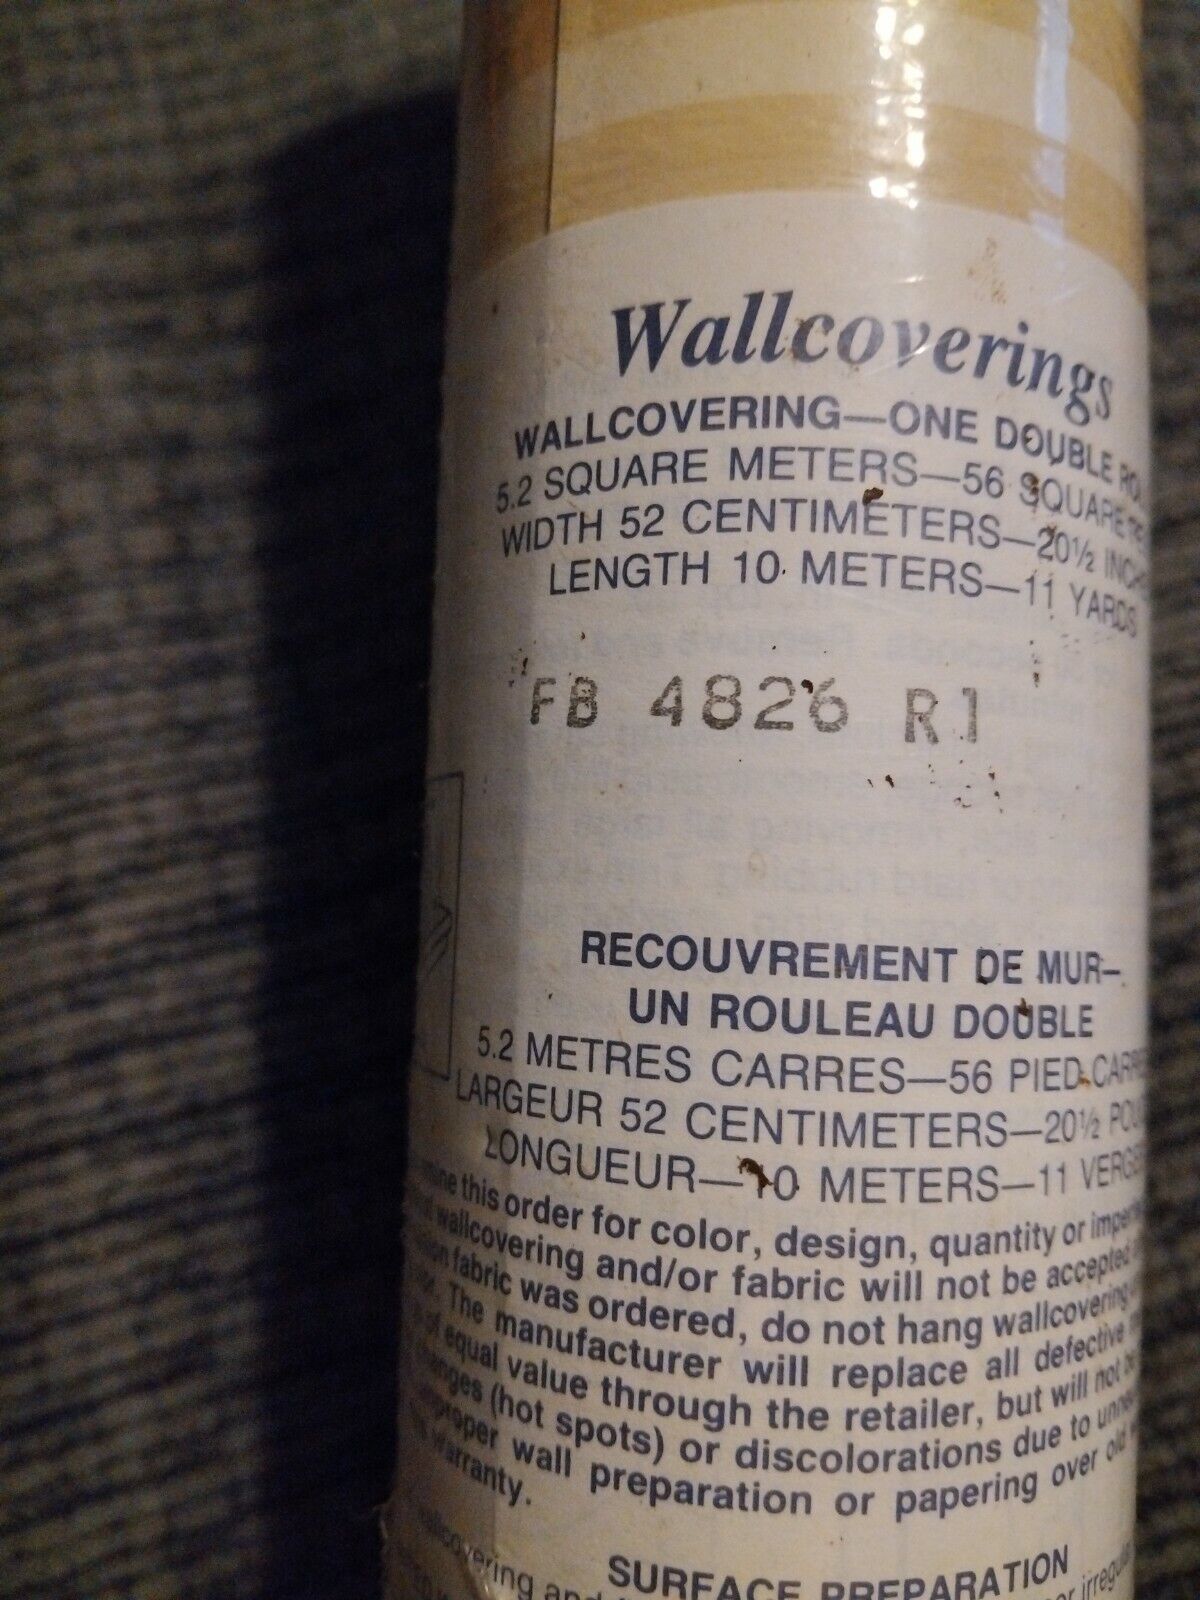 Wallcoverings
WALLCOVERING—ONE DOUBLE
5.2 SQUARE METERS—56 SQUARE
WIDTH 52 CENTIMETERS—20½
LENGTH 10 METERS—11 YARDS
FB 4826 R1
RECOUVREMENT DE MUR–
UN ROULEAU DOUBLE
5.2 METRES CARRES—56 PIED
LARGEUR 52 CENTIMETERS—20½
LONGUEUR—10 METERS—11
this order for color, design, quantity or
wallcovering and/or fabric will not be accepted
fabric was ordered, do not hang wallcovering
The manufacturer will replace all defective
of equal value through the retailer, but will not be
(hot spots) or discolorations due to
proper wall preparation or papering over old
warranty.
SURFACE PREPARATION